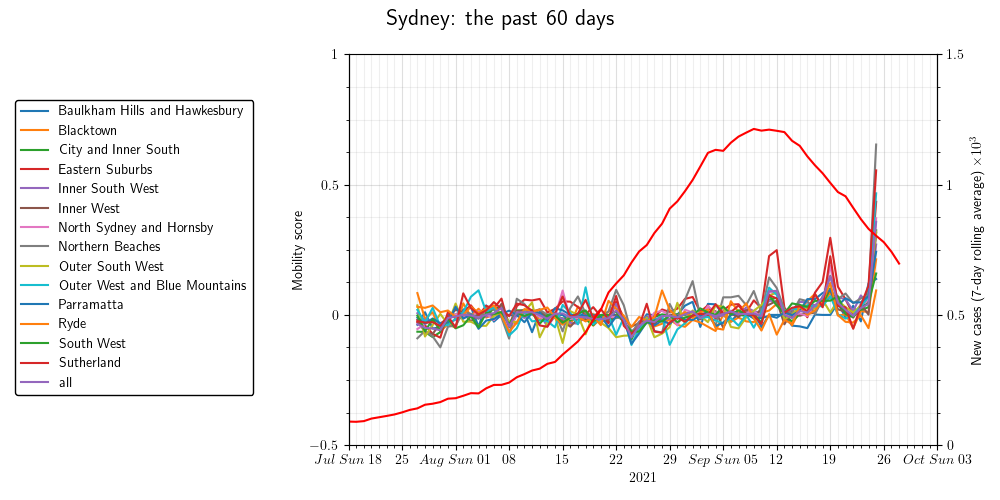 Sydney: the past 60 days
Baulkham Hills and Hawkesbury
Blacktown
City and Inner South
Eastern Suburbs
Inner South West
Inner West
North Sydney and Hornsby
Northern Beaches
Outer South West
Outer West and Blue Mountains
Parramatta
Ryde
South West
Sutherland
all
Mobility score
1
0.5
0
−0.5
1.5
1
0.5
0
New cases (7-day rolling average) ×10³
Jul Sun 18 25 Aug Sun 01 08 15 22 29 Sep Sun 05 12 19 26 Oct Sun 03
2021